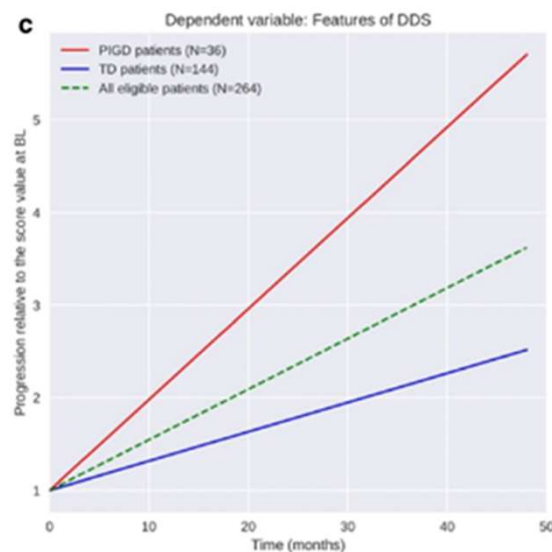 c
Dependent variable: Features of DDS
PIGD patients (N=36)
TD patients (N=144)
All eligible patients (N=264)
Progression relative to the score value at BL
5
4
3
2
1
0 10 20 30 40 50
Time (months)